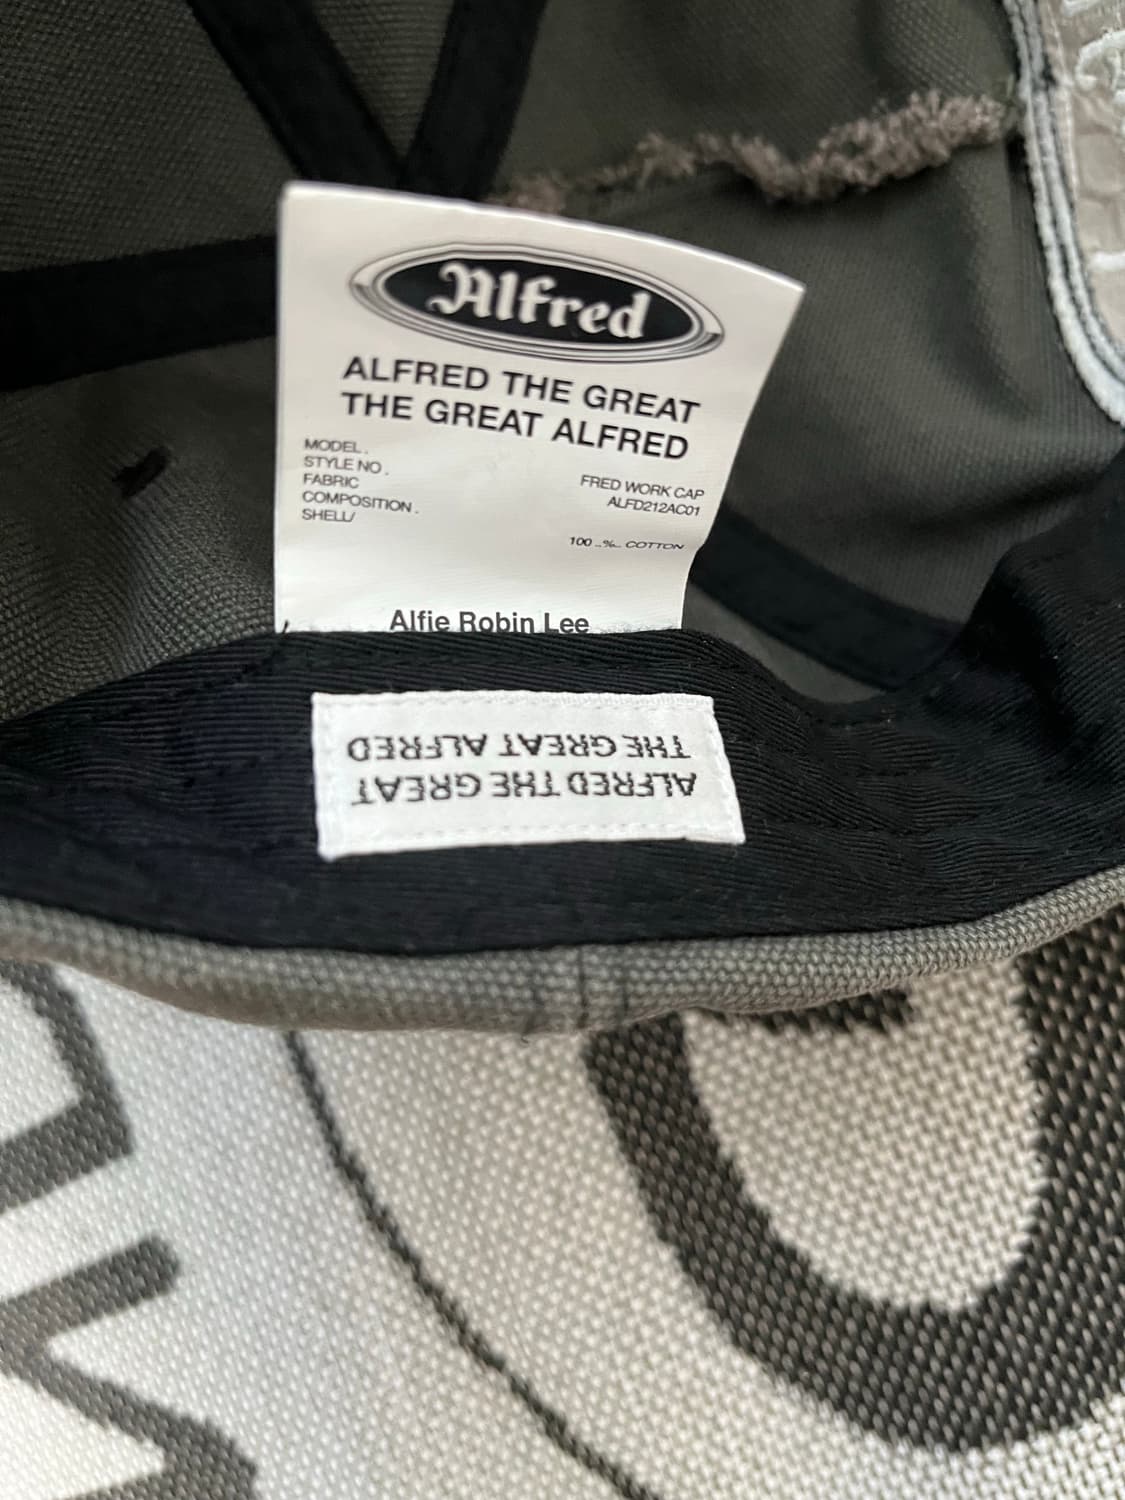 Alfred
ALFRED THE GREAT
THE GREAT ALFRED
MODEL.
STYLE NO.
FABRIC
COMPOSITION.
SHELL/
FRED WORK CAP
ALFD212AC01
100 ..%.. COTTON
Alfie Robin Lee
ALFRED THE GREAT
THE GREAT ALFRED